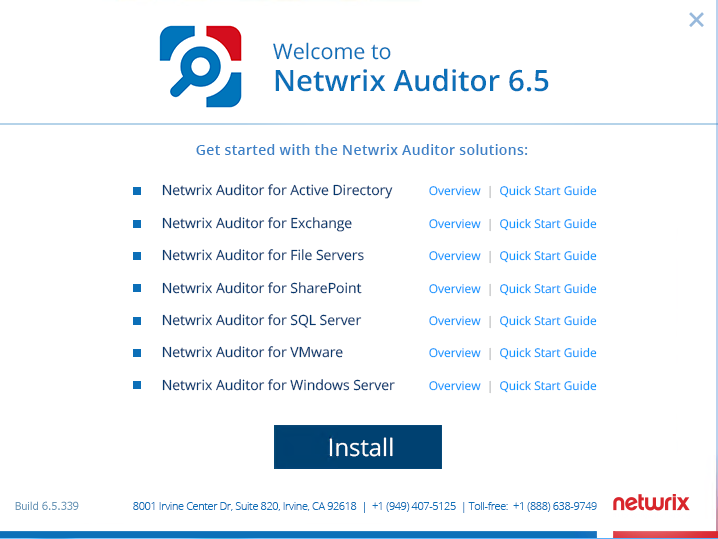 Welcome to
Netwrix Auditor 6.5
Get started with the Netwrix Auditor solutions:
Netwrix Auditor for Active Directory Overview | Quick Start Guide
Netwrix Auditor for Exchange Overview | Quick Start Guide
Netwrix Auditor for File Servers Overview | Quick Start Guide
Netwrix Auditor for SharePoint Overview | Quick Start Guide
Netwrix Auditor for SQL Server Overview | Quick Start Guide
Netwrix Auditor for VMware Overview | Quick Start Guide
Netwrix Auditor for Windows Server Overview | Quick Start Guide
Install
Build 6.5.339 8001 Irvine Center Dr, Suite 820, Irvine, CA 92618 | +1 (949) 407-5125 | Toll-free: +1 (888) 638-9749 netwrix